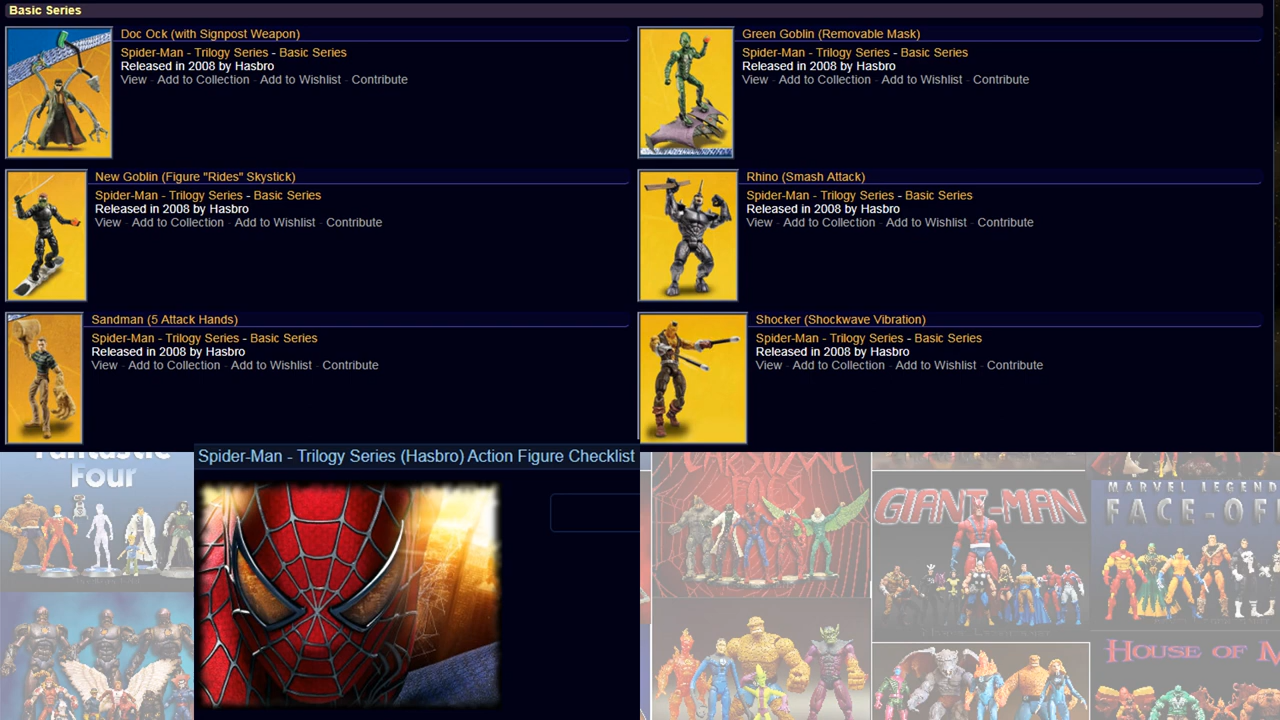 Basic Series
Doc Ock (with Signpost Weapon)
Spider-Man - Trilogy Series - Basic Series
Released in 2008 by Hasbro
View - Add to Collection - Add to Wishlist - Contribute
Green Goblin (Removable Mask)
Spider-Man - Trilogy Series - Basic Series
Released in 2008 by Hasbro
View - Add to Collection - Add to Wishlist - Contribute
New Goblin (Figure "Rides" Skystick)
Spider-Man - Trilogy Series - Basic Series
Released in 2008 by Hasbro
View - Add to Collection - Add to Wishlist - Contribute
Rhino (Smash Attack)
Spider-Man - Trilogy Series - Basic Series
Released in 2008 by Hasbro
View - Add to Collection - Add to Wishlist - Contribute
Sandman (5 Attack Hands)
Spider-Man - Trilogy Series - Basic Series
Released in 2008 by Hasbro
View - Add to Collection - Add to Wishlist - Contribute
Shocker (Shockwave Vibration)
Spider-Man - Trilogy Series - Basic Series
Released in 2008 by Hasbro
View - Add to Collection - Add to Wishlist - Contribute
Fantastic
Four
Spider-Man - Trilogy Series (Hasbro) Action Figure Checklist
FEARSOME
FOES
GIANT-MAN
MARVEL LEGEND
FACE-OF
HOUSE OF M